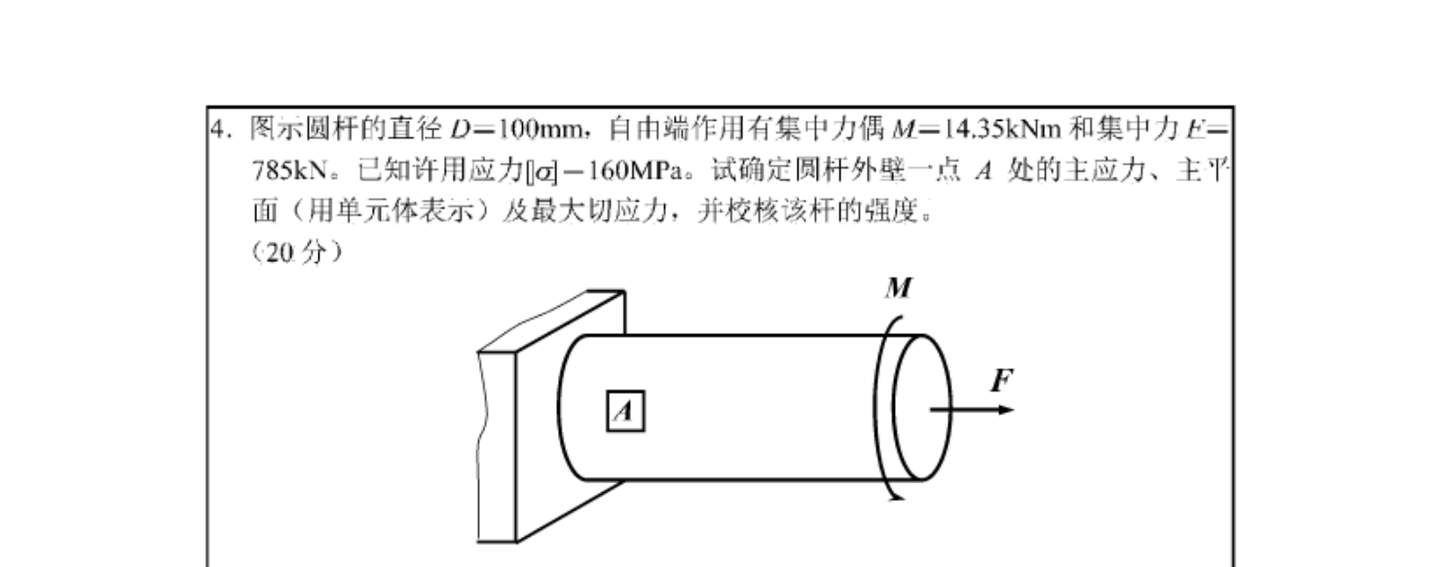 4. 图示圆杆的直径 D=100mm，自由端作用有集中力偶 M=14.35kNm 和集中力 F=
785kN。已知许用应力[σ]=160MPa。试确定圆杆外壁一点 A 处的主应力、主平
面（用单元体表示）及最大切应力，并校核该杆的强度。
（20 分）
M
F
A